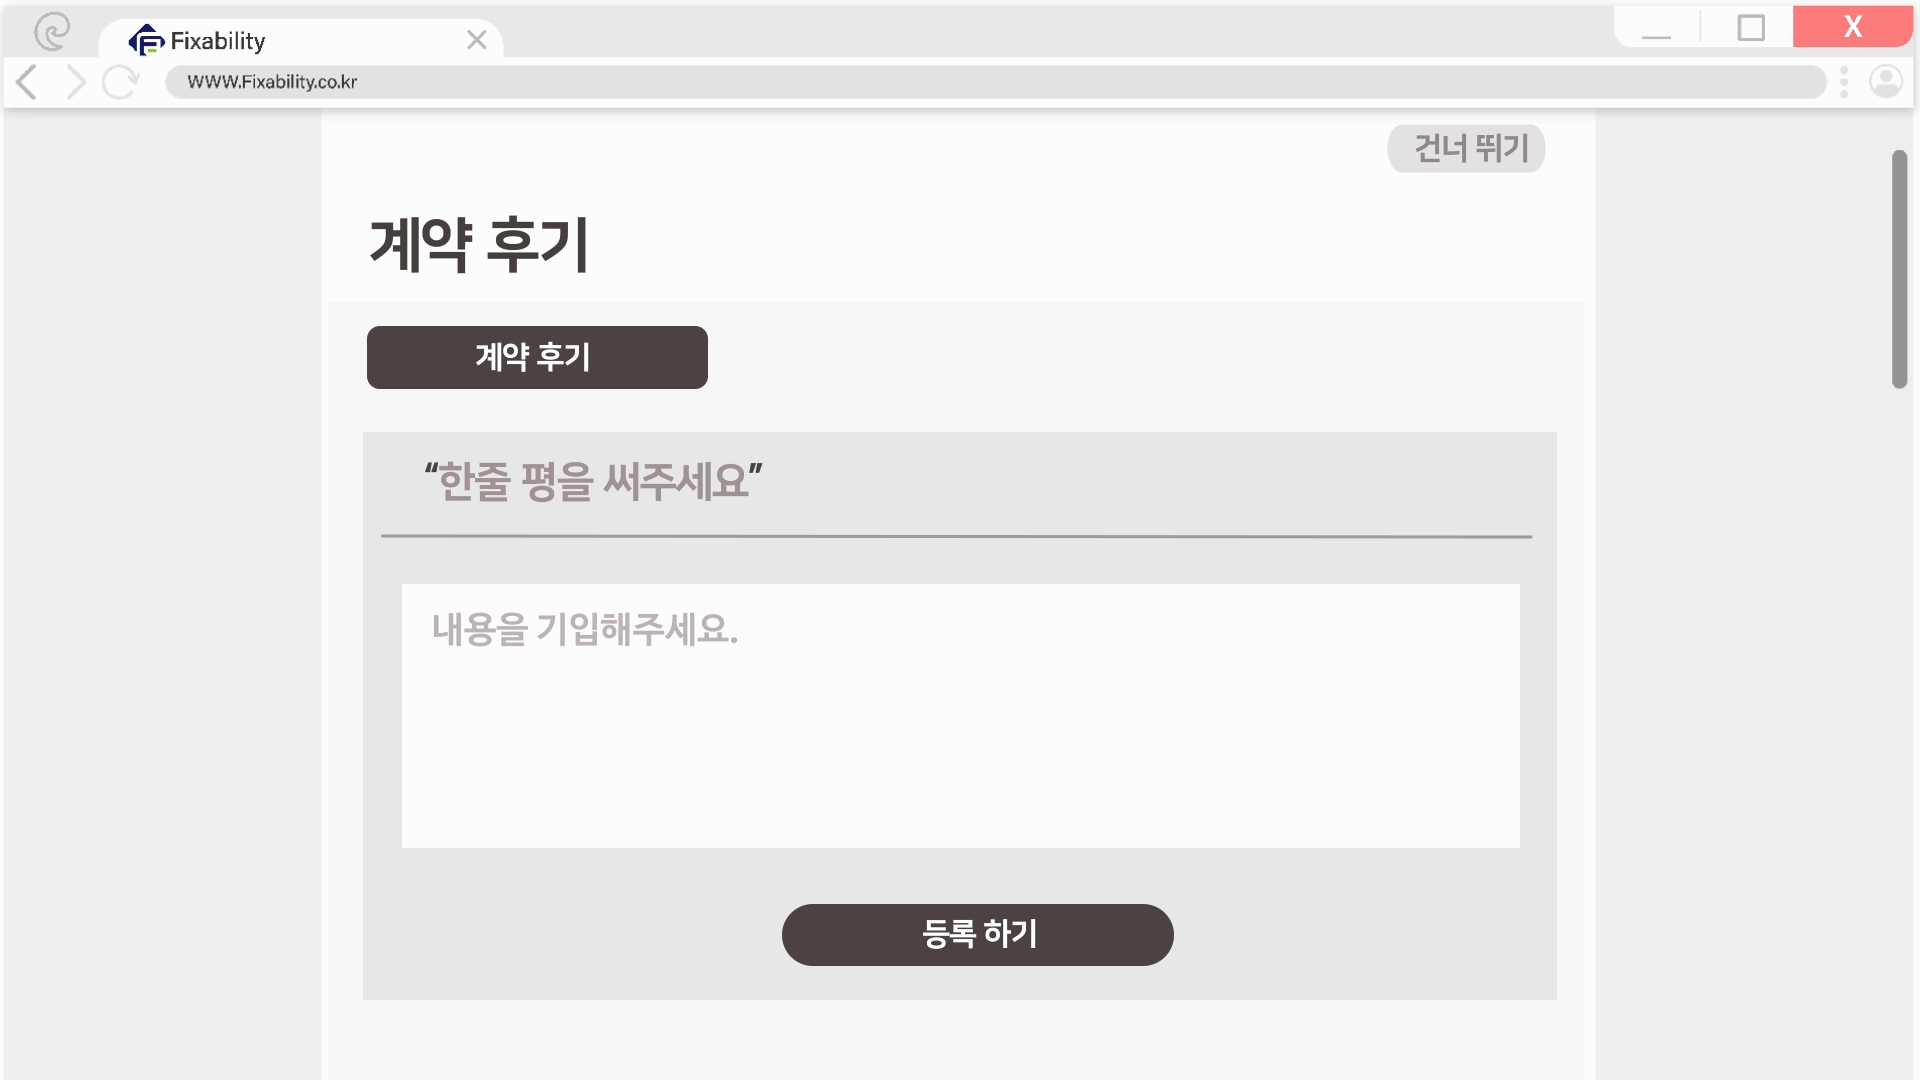 Fixability
X
WWW.Fixability.co.kr
건너 뛰기
계약 후기
계약 후기
“한줄 평을 써주세요”
내용을 기입해주세요.
등록 하기